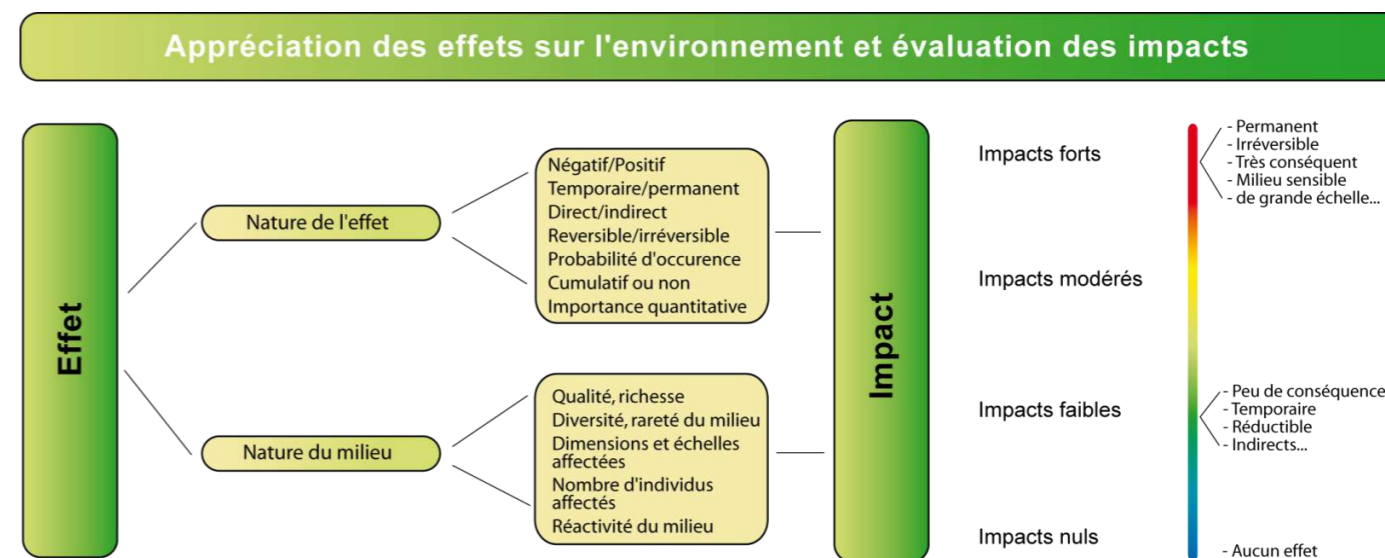 Appréciation des effets sur l'environnement et évaluation des impacts
Effet
Nature de l'effet
Négatif/Positif
Temporaire/permanent
Direct/indirect
Reversible/irréversible
Probabilité d'occurence
Cumulatif ou non
Importance quantitative
Nature du milieu
Qualité, richesse
Diversité, rareté du milieu
Dimensions et échelles
affectées
Nombre d'individus
affectés
Réactivité du milieu
Impact
Impacts forts
- Permanent
- Irréversible
- Très conséquent
- Milieu sensible
- de grande échelle...
Impacts modérés
Impacts faibles
- Peu de conséquence
- Temporaire
- Réductible
- Indirects...
Impacts nuls
- Aucun effet